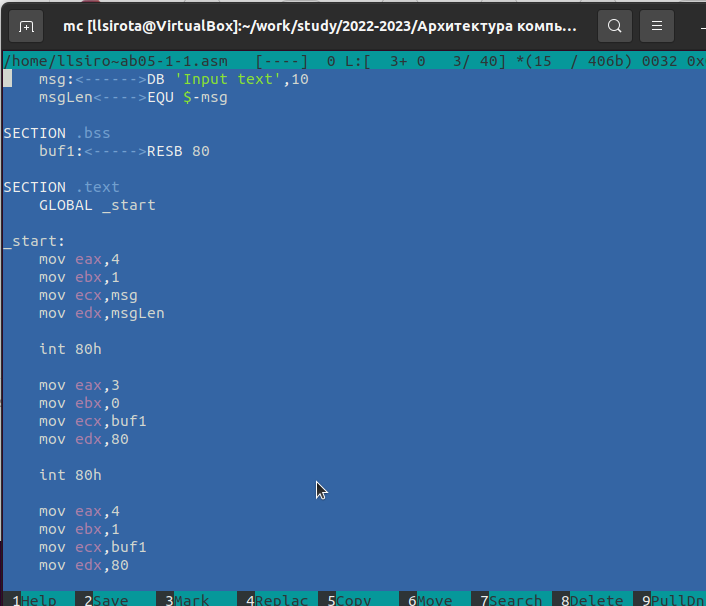 mc [llsirota@VirtualBox]:~/work/study/2022-2023/Архитектура компь...
/home/llsiro~ab05-1-1.asm [----] 0 L:[ 3+ 0 3/ 40] *(15 / 406b) 0032 0x
msg:<------>DB 'Input text',10
msgLen<---->EQU $-msg
SECTION .bss
buf1:<----->RESB 80
SECTION .text
GLOBAL _start
_start:
mov eax,4
mov ebx,1
mov ecx,msg
mov edx,msgLen
int 80h
mov eax,3
mov ebx,0
mov ecx,buf1
mov edx,80
int 80h
mov eax,4
mov ebx,1
mov ecx,buf1
mov edx,80
1Help 2Save 3Mark 4Replac 5Copy 6Move 7Search 8Delete 9PullDn